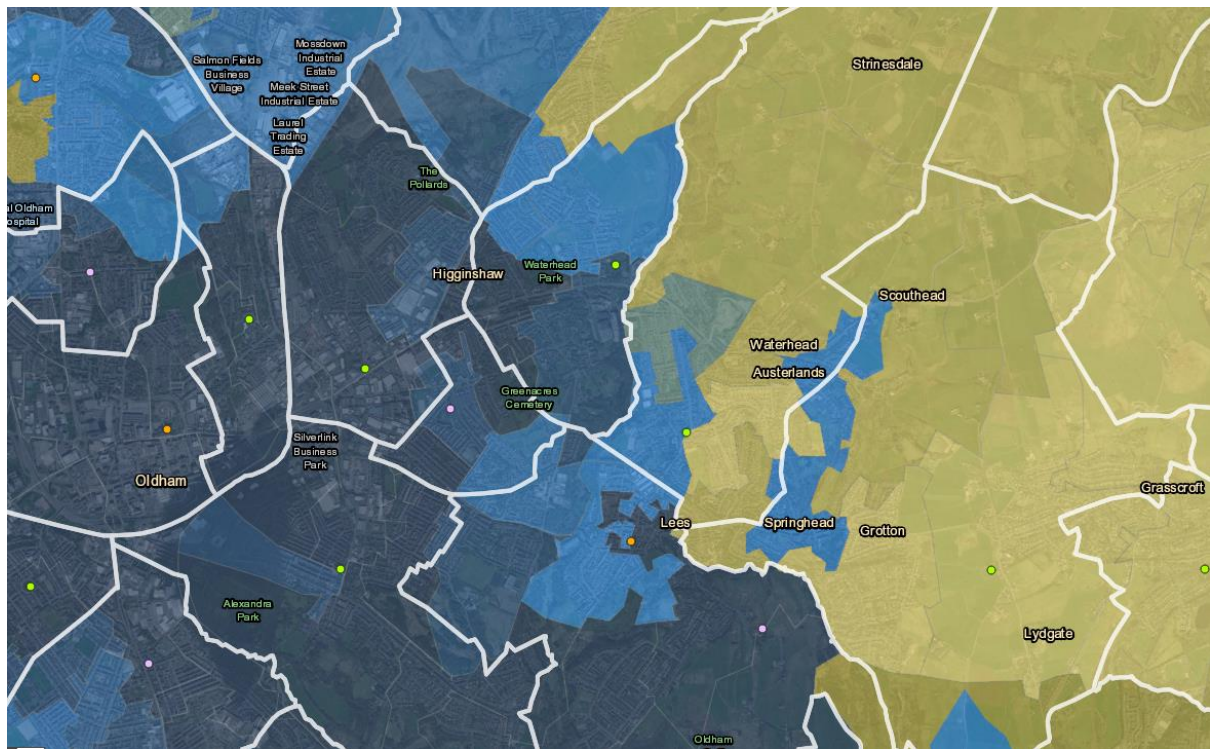 Mossdown
Industrial
Estate
Salmon Fields
Business
Village
Strinesdale
Meek Street
Industrial Estate
Laurel
Trading
Estate
The
Pollards
al Oldham
ospital
Higginshaw
Waterhead
Park
Scouthead
Waterhead
Austerlands
Greenacres
Cemetery
Silverlink
Business
Park
Oldham
Grasscroft
Lees
Springhead
Grotton
Alexandra
Park
Lydgate
Oldham